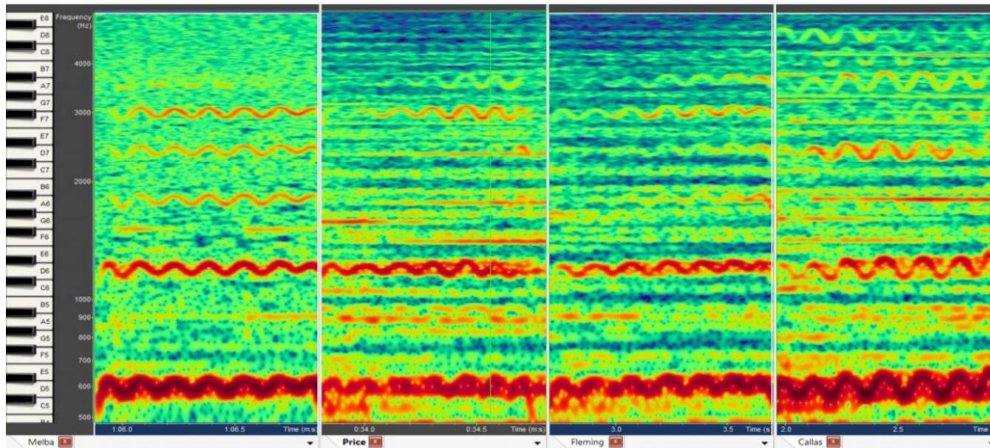 Frequency (Hz)
E8
D8
C8
B7
A7
G7
F7
E7
D7
C7
B6
A6
G6
F6
E6
D6
C6
B5
A5
G5
F5
E5
D5
C5
4000
3000
2000
1000
900
800
700
600
500
1:06.0 1:06.5 Time (m:s)
0:34.0 0:34.5 Time (m:s)
3.0 3.5 Time (s)
2.0 2.5 Time (s)
Melba
Price
Fleming
Callas